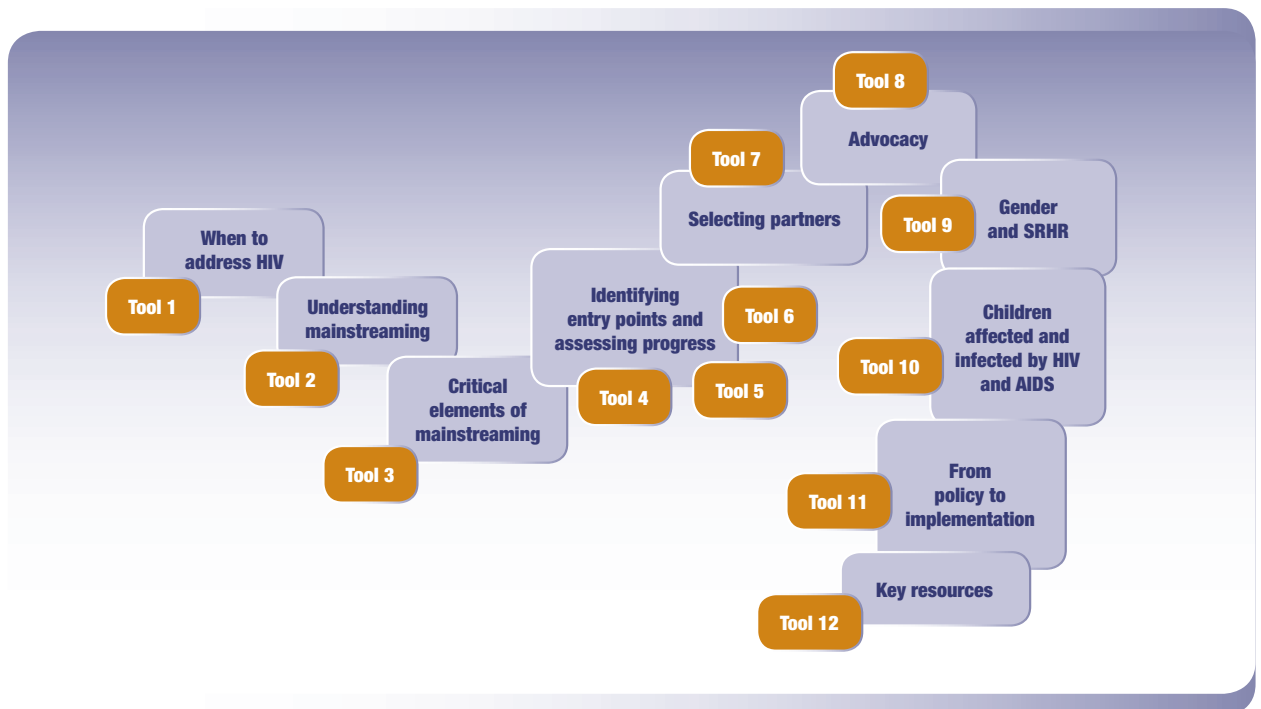 When to
address HIV
Tool 1
Understanding
mainstreaming
Tool 2
Critical
elements of
mainstreaming
Tool 3
Identifying
entry points and
assessing progress
Tool 4
Tool 5
Tool 6
Tool 7
Selecting partners
Tool 8
Advocacy
Tool 9
Gender
and SRHR
Tool 10
Children
affected and
infected by HIV
and AIDS
Tool 11
From
policy to
implementation
Tool 12
Key resources